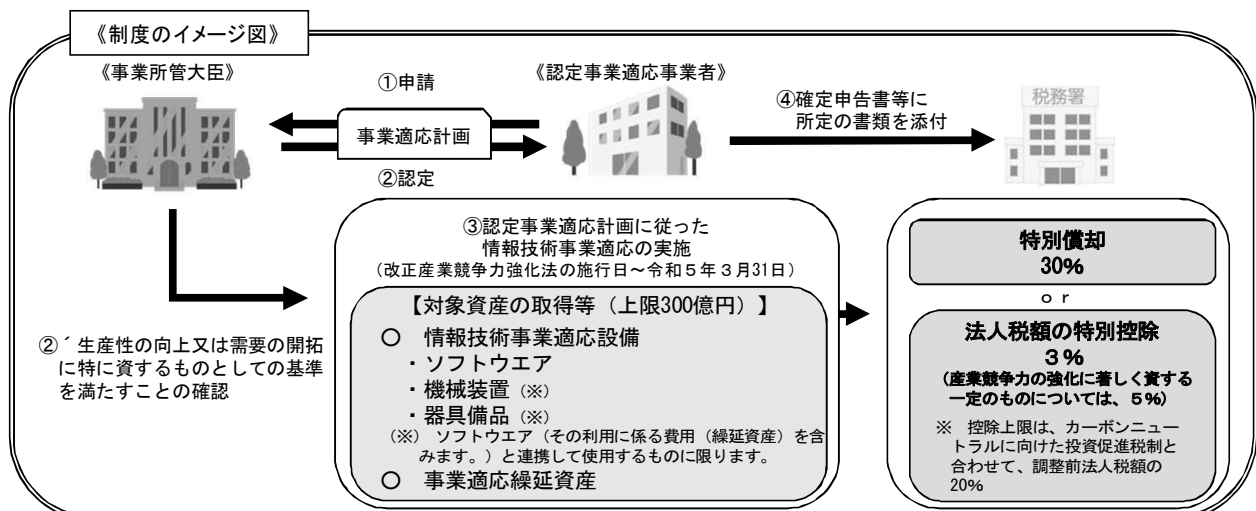 《制度のイメージ図》
《事業所管大臣》
①申請
事業適応計画
②認定
《認定事業適応事業者》
④確定申告書等に
所定の書類を添付
税務署
②´生産性の向上又は需要の開拓
に特に資するものとしての基準
を満たすことの確認
③認定事業適応計画に従った
情報技術事業適応の実施
(改正産業競争力強化法の施行日~令和5年3月31日)
【対象資産の取得等(上限300億円)】
○ 情報技術事業適応設備
・ソフトウエア
・機械装置(※)
・器具備品(※)
(※) ソフトウエア(その利用に係る費用(繰延資産)を含
みます。)と連携して使用するものに限ります。
○ 事業適応繰延資産
特別償却
30%
or
法人税額の特別控除
3%
(産業競争力の強化に著しく資する
一定のものについては、5%)
※ 控除上限は、カーボンニュー
トラルに向けた投資促進税制と
合わせて、調整前法人税額の
20%